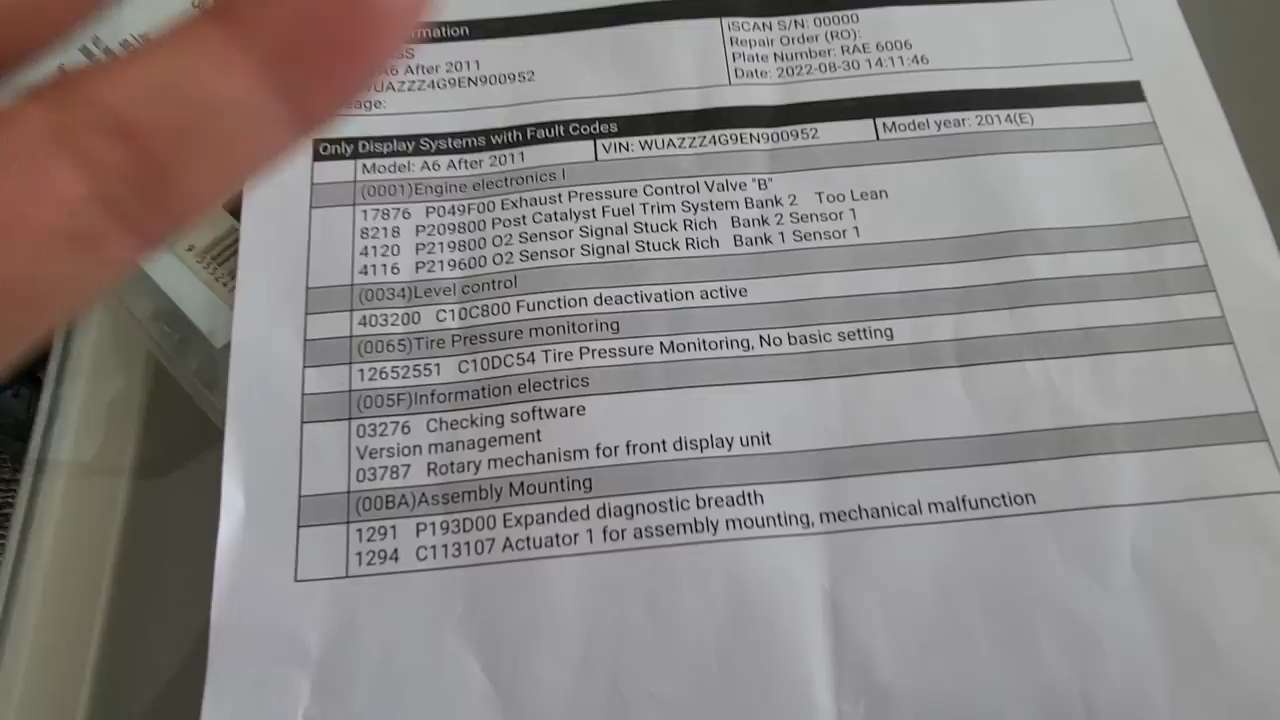 rmation
SS
A6 After 2011
WUAZZZ4G9EN900952
eage:
iSCAN S/N: 00000
Repair Order (RO):
Plate Number: RAE 6006
Date: 2022-08-30 14:11:46
Only Display Systems with Fault Codes
Model: A6 After 2011 VIN: WUAZZZ4G9EN900952 Model year: 2014(E)
(0001)Engine electronics I
17876 P049F00 Exhaust Pressure Control Valve "B"
8218 P209800 Post Catalyst Fuel Trim System Bank 2 Too Lean
4120 P219800 O2 Sensor Signal Stuck Rich Bank 2 Sensor 1
4116 P219600 O2 Sensor Signal Stuck Rich Bank 1 Sensor 1
(0034)Level control
403200 C10C800 Function deactivation active
(0065)Tire Pressure monitoring
12652551 C10DC54 Tire Pressure Monitoring, No basic setting
(005F)Information electrics
03276 Checking software
Version management
03787 Rotary mechanism for front display unit
(00BA)Assembly Mounting
1291 P193D00 Expanded diagnostic breadth
1294 C113107 Actuator 1 for assembly mounting, mechanical malfunction